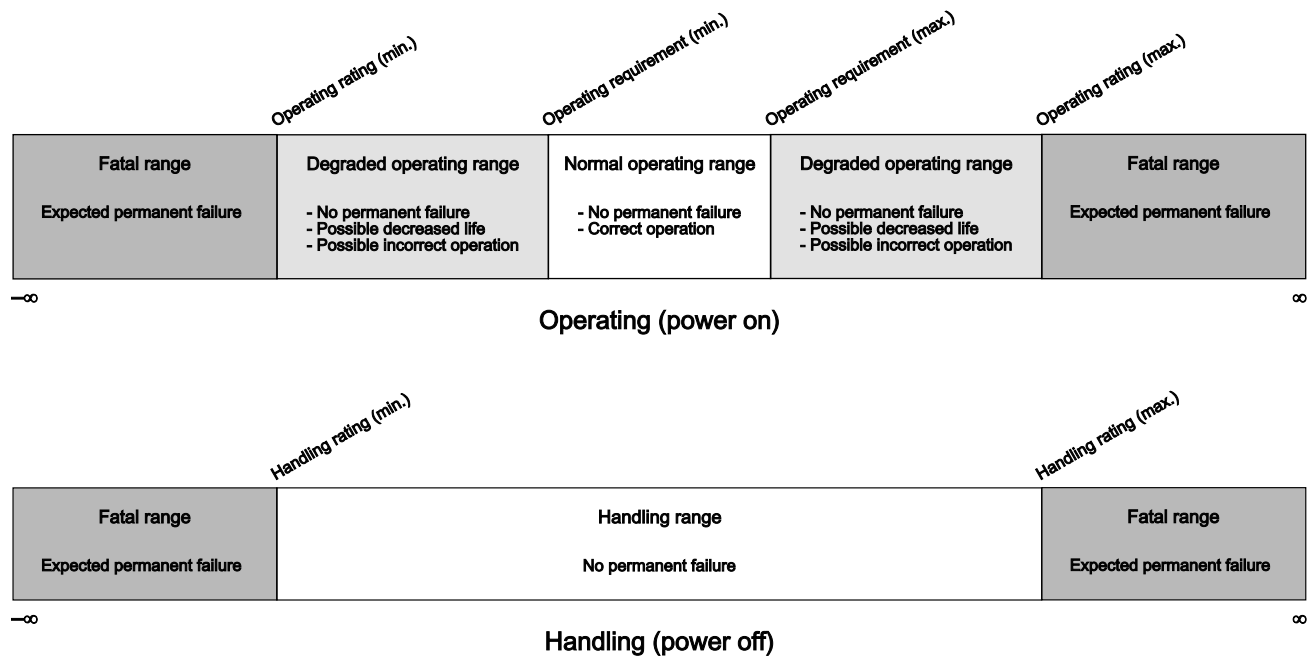 Operating rating (min.)
Operating requirement (min.)
Operating requirement (max.)
Operating rating (max.)
Fatal range
Degraded operating range
Normal operating range
Degraded operating range
Fatal range
Expected permanent failure
- No permanent failure
- Possible decreased life
- Possible incorrect operation
- No permanent failure
- Correct operation
- No permanent failure
- Possible decreased life
- Possible incorrect operation
Expected permanent failure
–∞
∞
Operating (power on)
Handling rating (min.)
Handling rating (max.)
Fatal range
Handling range
Fatal range
Expected permanent failure
No permanent failure
Expected permanent failure
–∞
∞
Handling (power off)